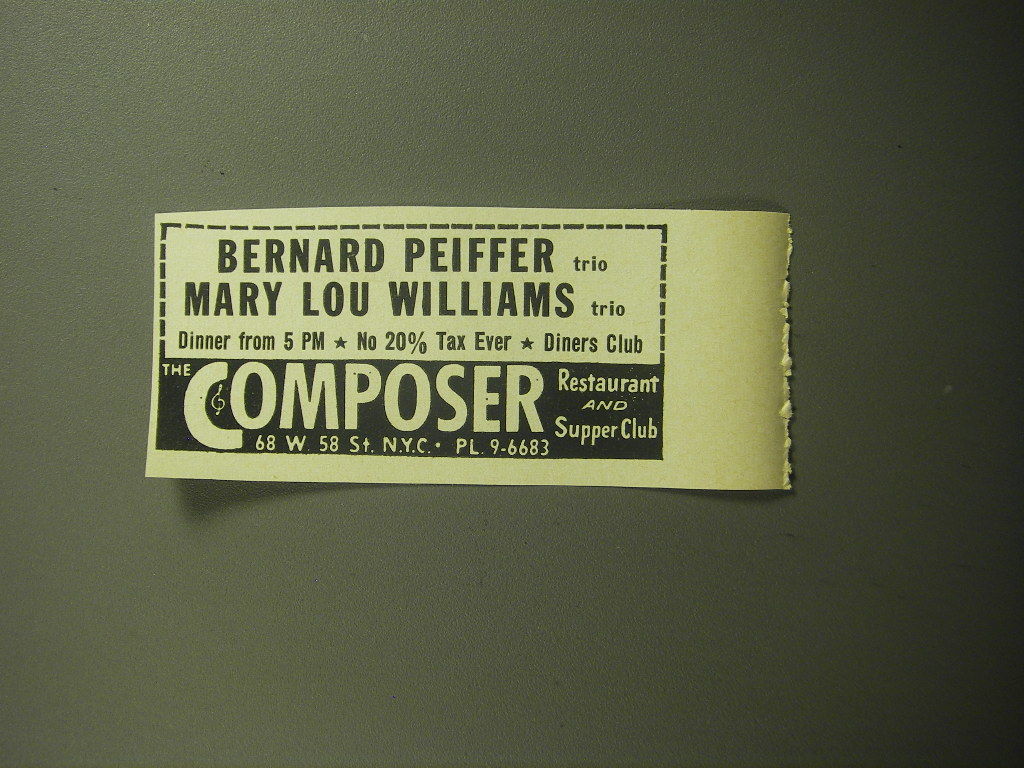 BERNARD PEIFFER trio
MARY LOU WILLIAMS trio
Dinner from 5 PM ★ No 20% Tax Ever ★ Diners Club
THE COMPOSER Restaurant
AND
Supper Club
68 W. 58 St. N.Y.C. • PL. 9-6683